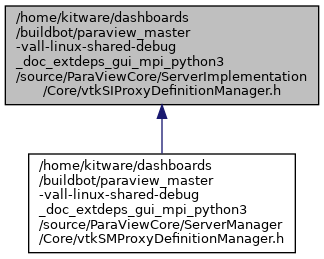 /home/kitware/dashboards
/buildbot/paraview_master
-vall-linux-shared-debug
_doc_extdeps_gui_mpi_python3
/source/ParaViewCore/ServerImplementation
/Core/vtkSIProxyDefinitionManager.h
/home/kitware/dashboards
/buildbot/paraview_master
-vall-linux-shared-debug
_doc_extdeps_gui_mpi_python3
/source/ParaViewCore/ServerManager
/Core/vtkSMProxyDefinitionManager.h